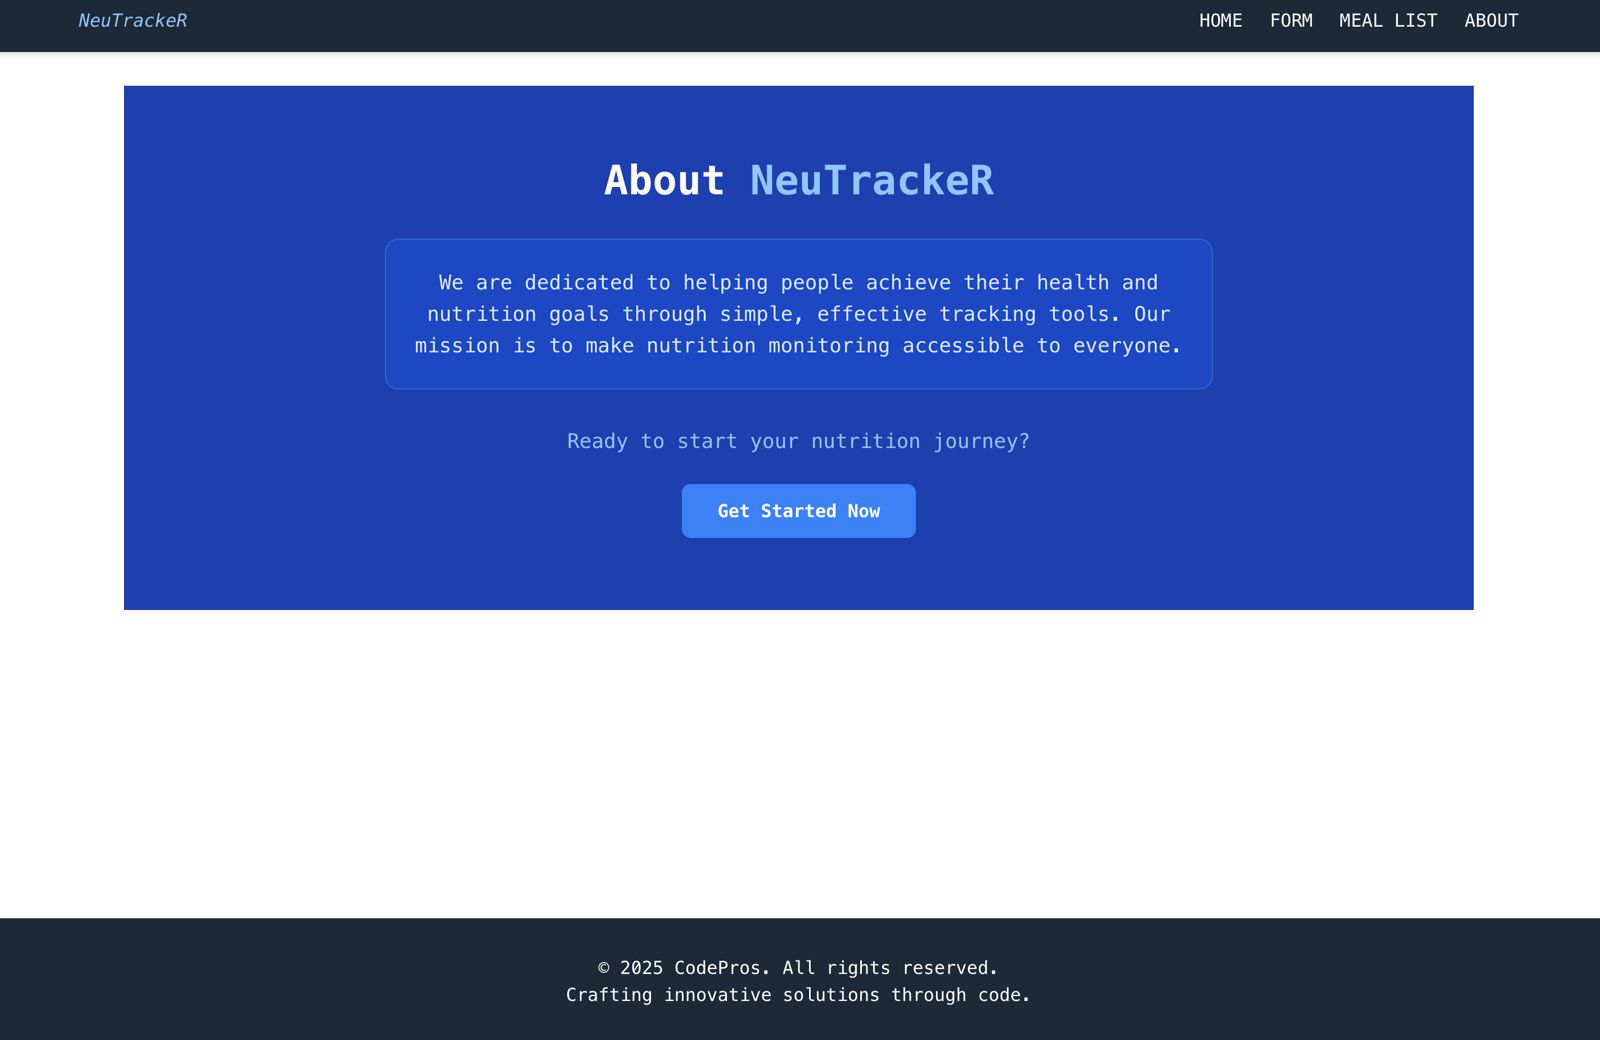 NeuTrackeR
HOME FORM MEAL LIST ABOUT
About NeuTrackeR
We are dedicated to helping people achieve their health and
nutrition goals through simple, effective tracking tools. Our
mission is to make nutrition monitoring accessible to everyone.
Ready to start your nutrition journey?
Get Started Now
© 2025 CodePros. All rights reserved.
Crafting innovative solutions through code.